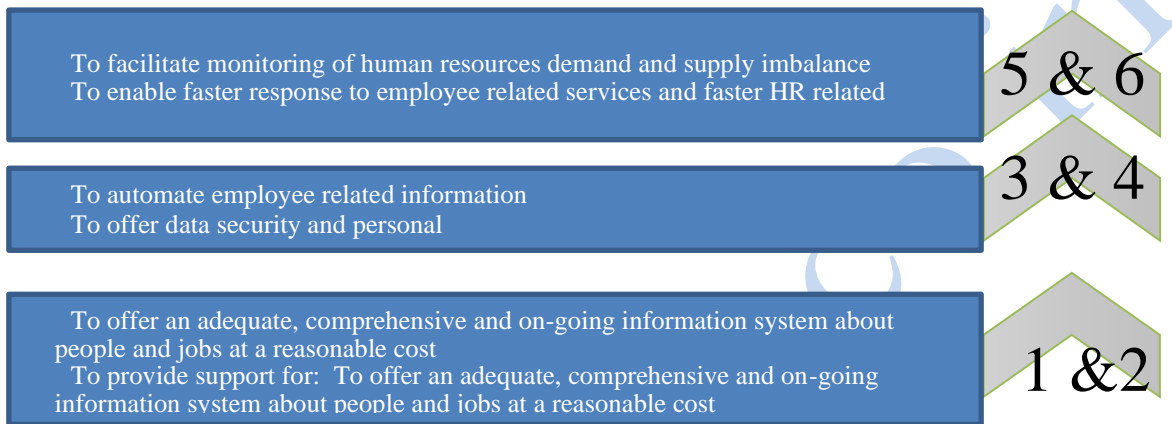 To facilitate monitoring of human resources demand and supply imbalance
To enable faster response to employee related services and faster HR related
5 & 6
To automate employee related information
To offer data security and personal
3 & 4
To offer an adequate, comprehensive and on-going information system about
people and jobs at a reasonable cost
To provide support for: To offer an adequate, comprehensive and on-going
information system about people and jobs at a reasonable cost
1 &2